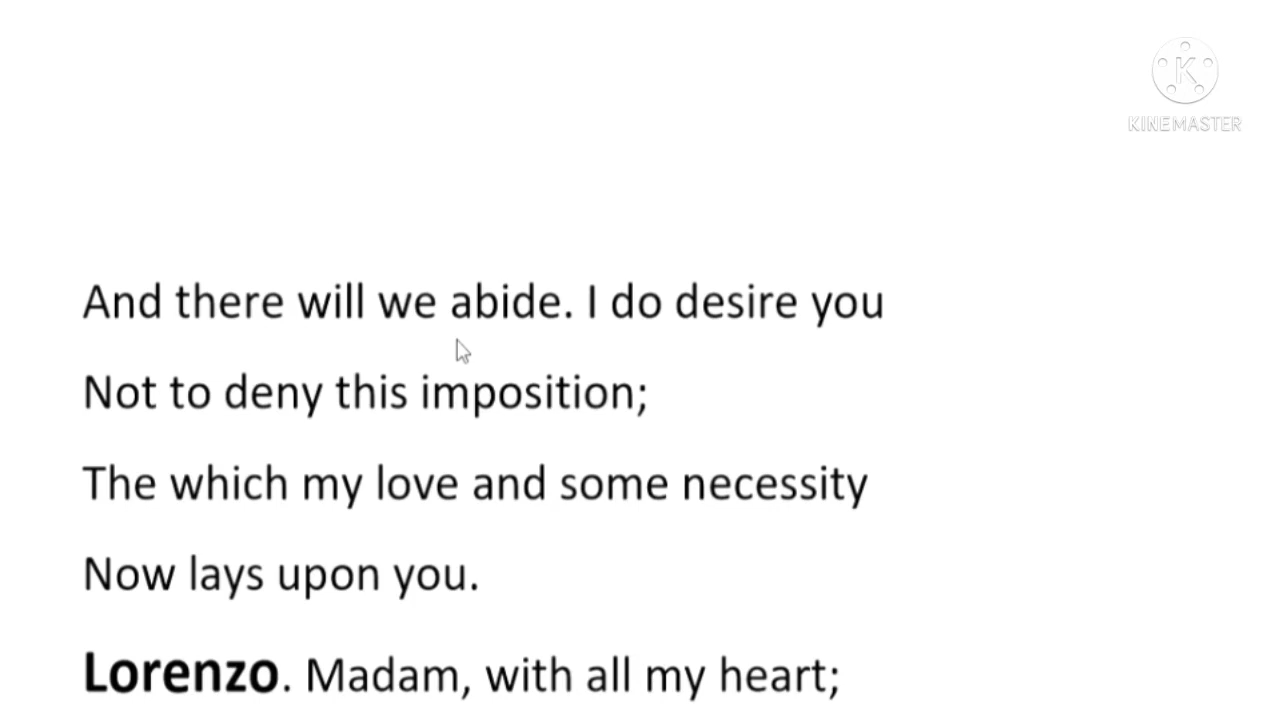 KINEMASTER
And there will we abide. I do desire you
Not to deny this imposition;
The which my love and some necessity
Now lays upon you.
Lorenzo. Madam, with all my heart;